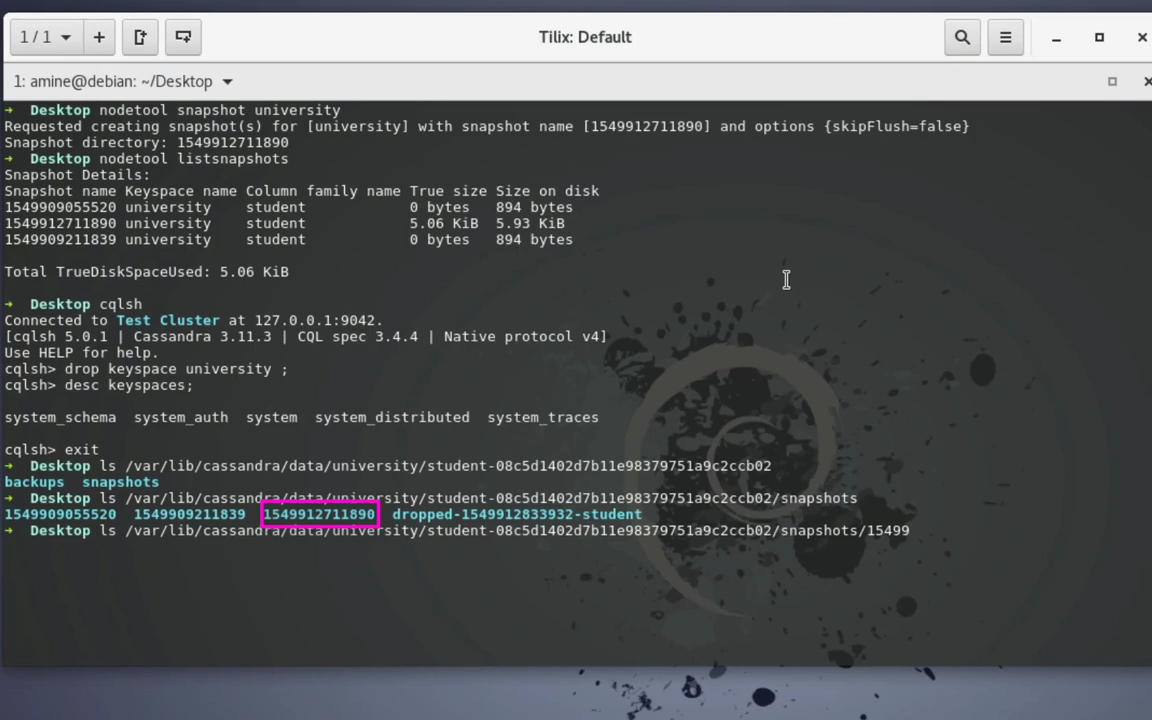 1 / 1
Tilix: Default
1: amine@debian: ~/Desktop
➜  Desktop nodetool snapshot university
Requested creating snapshot(s) for [university] with snapshot name [1549912711890] and options {skipFlush=false}
Snapshot directory: 1549912711890
➜  Desktop nodetool listsnapshots
Snapshot Details:
Snapshot name Keyspace name Column family name True size Size on disk
1549909055520 university    student            0 bytes   894 bytes
1549912711890 university    student            5.06 KiB  5.93 KiB
1549909211839 university    student            0 bytes   894 bytes
Total TrueDiskSpaceUsed: 5.06 KiB
➜  Desktop cqlsh
Connected to Test Cluster at 127.0.0.1:9042.
[cqlsh 5.0.1 | Cassandra 3.11.3 | CQL spec 3.4.4 | Native protocol v4]
Use HELP for help.
cqlsh> drop keyspace university ;
cqlsh> desc keyspaces;
system_schema  system_auth  system  system_distributed  system_traces
cqlsh> exit
➜  Desktop ls /var/lib/cassandra/data/university/student-08c5d1402d7b11e98379751a9c2ccb02
backups  snapshots
➜  Desktop ls /var/lib/cassandra/data/university/student-08c5d1402d7b11e98379751a9c2ccb02/snapshots
1549909055520  1549909211839  1549912711890  dropped-1549912833932-student
➜  Desktop ls /var/lib/cassandra/data/university/student-08c5d1402d7b11e98379751a9c2ccb02/snapshots/15499